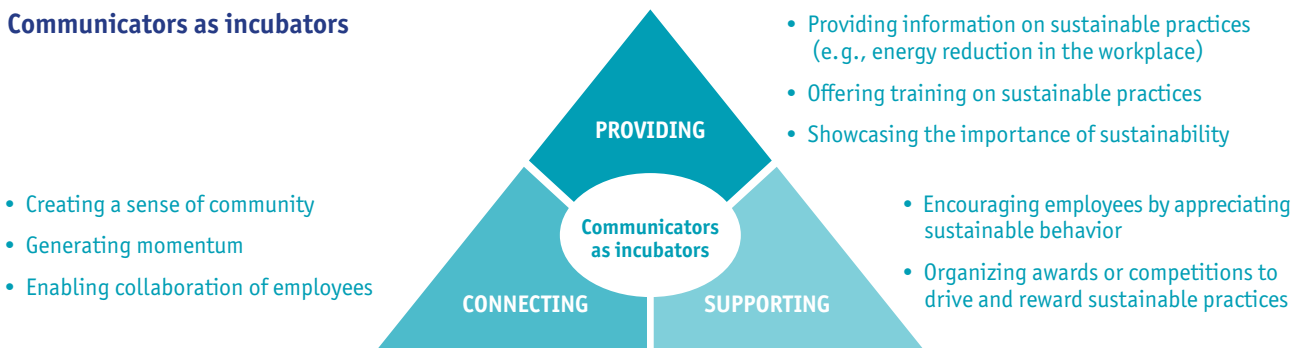 Communicators as incubators
• Providing information on sustainable practices
(e.g., energy reduction in the workplace)
• Offering training on sustainable practices
• Showcasing the importance of sustainability
PROVIDING
• Creating a sense of community
• Generating momentum
• Enabling collaboration of employees
Communicators
as incubators
• Encouraging employees by appreciating
sustainable behavior
• Organizing awards or competitions to
drive and reward sustainable practices
CONNECTING
SUPPORTING